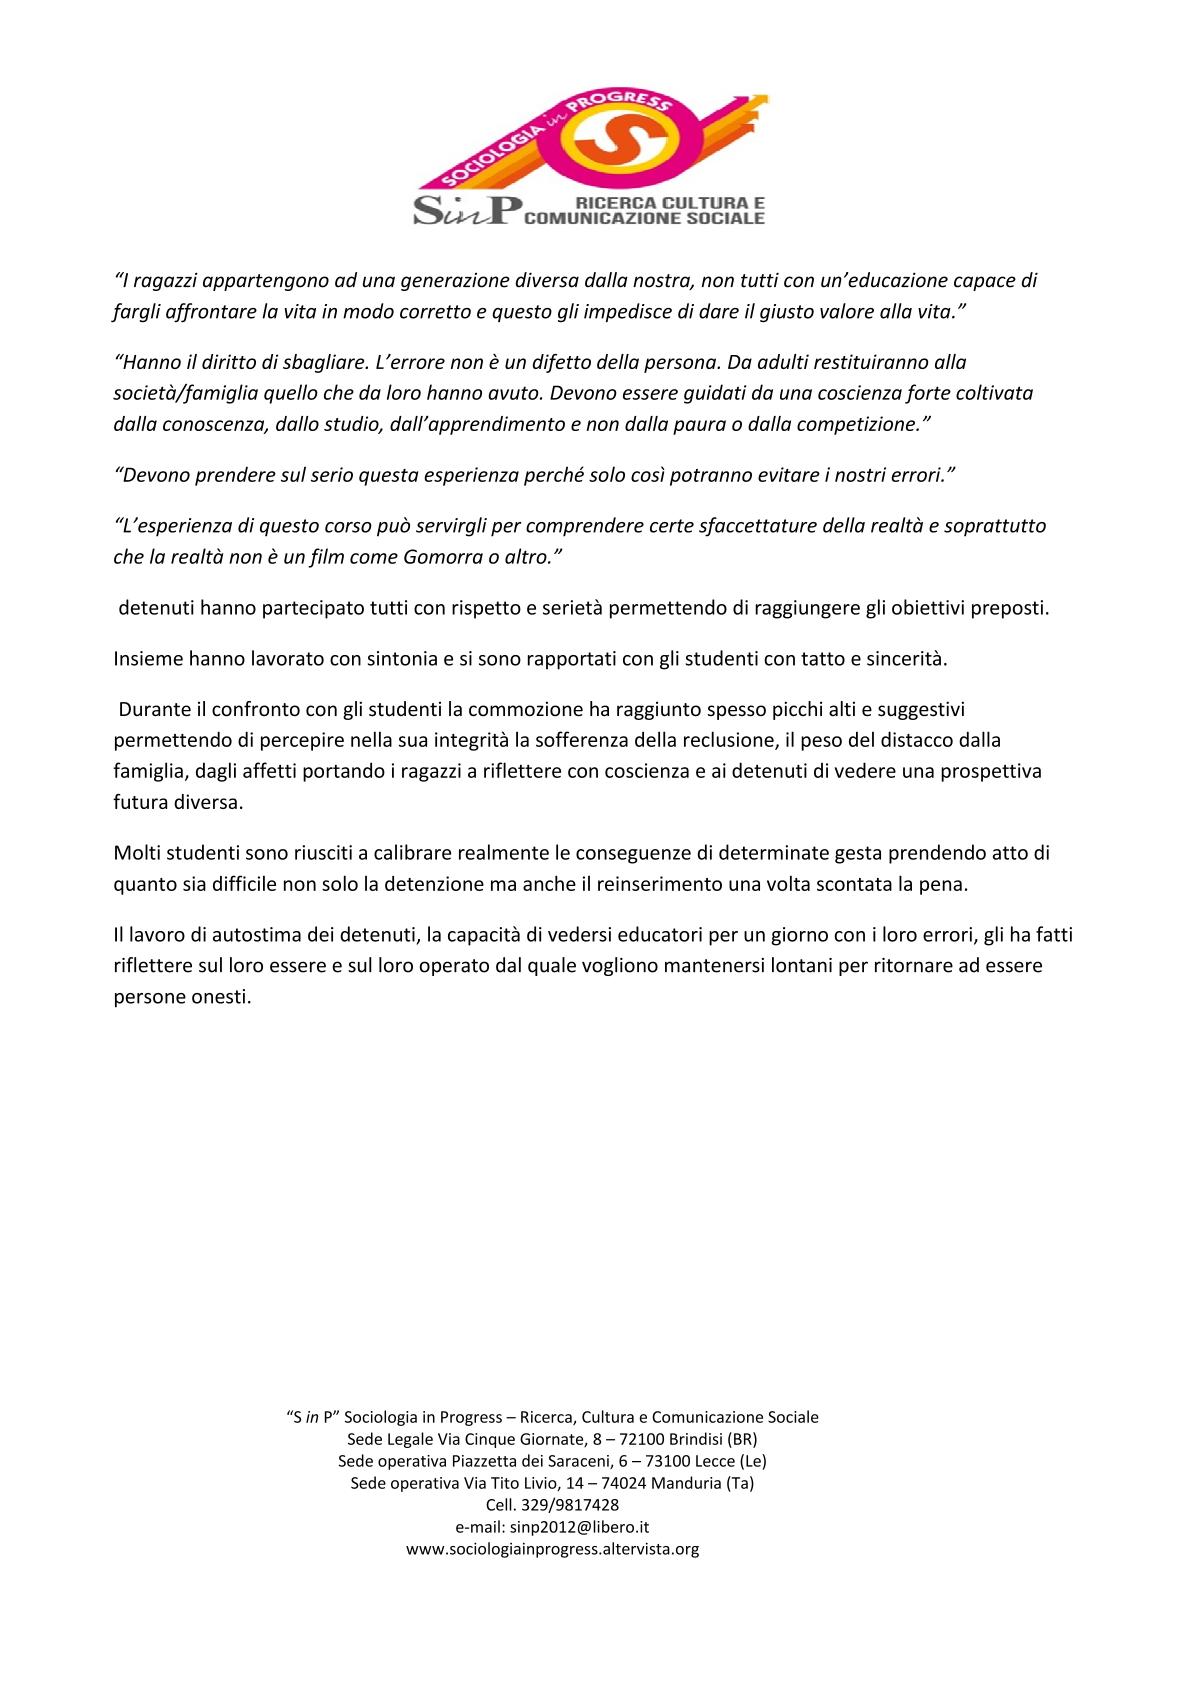 SOCIOLOGIA in PROGRESS
S
SinP RICERCA CULTURA E
COMUNICAZIONE SOCIALE
“I ragazzi appartengono ad una generazione diversa dalla nostra, non tutti con un’educazione capace di
fargli affrontare la vita in modo corretto e questo gli impedisce di dare il giusto valore alla vita.”
“Hanno il diritto di sbagliare. L’errore non è un difetto della persona. Da adulti restituiranno alla
società/famiglia quello che da loro hanno avuto. Devono essere guidati da una coscienza forte coltivata
dalla conoscenza, dallo studio, dall’apprendimento e non dalla paura o dalla competizione.”
“Devono prendere sul serio questa esperienza perché solo così potranno evitare i nostri errori.”
“L’esperienza di questo corso può servirgli per comprendere certe sfaccettature della realtà e soprattutto
che la realtà non è un film come Gomorra o altro.”
detenuti hanno partecipato tutti con rispetto e serietà permettendo di raggiungere gli obiettivi preposti.
Insieme hanno lavorato con sintonia e si sono rapportati con gli studenti con tatto e sincerità.
Durante il confronto con gli studenti la commozione ha raggiunto spesso picchi alti e suggestivi
permettendo di percepire nella sua integrità la sofferenza della reclusione, il peso del distacco dalla
famiglia, dagli affetti portando i ragazzi a riflettere con coscienza e ai detenuti di vedere una prospettiva
futura diversa.
Molti studenti sono riusciti a calibrare realmente le conseguenze di determinate gesta prendendo atto di
quanto sia difficile non solo la detenzione ma anche il reinserimento una volta scontata la pena.
Il lavoro di autostima dei detenuti, la capacità di vedersi educatori per un giorno con i loro errori, gli ha fatti
riflettere sul loro essere e sul loro operato dal quale vogliono mantenersi lontani per ritornare ad essere
persone onesti.
“S in P” Sociologia in Progress – Ricerca, Cultura e Comunicazione Sociale
Sede Legale Via Cinque Giornate, 8 – 72100 Brindisi (BR)
Sede operativa Piazzetta dei Saraceni, 6 – 73100 Lecce (Le)
Sede operativa Via Tito Livio, 14 – 74024 Manduria (Ta)
Cell. 329/9817428
e-mail: sinp2012@libero.it
www.sociologiainprogress.altervista.org